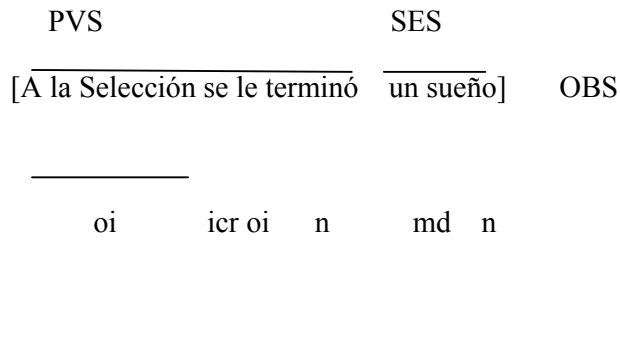 PVS SES
[A la Selección se le terminó un sueño] OBS
oi icr oi n md n